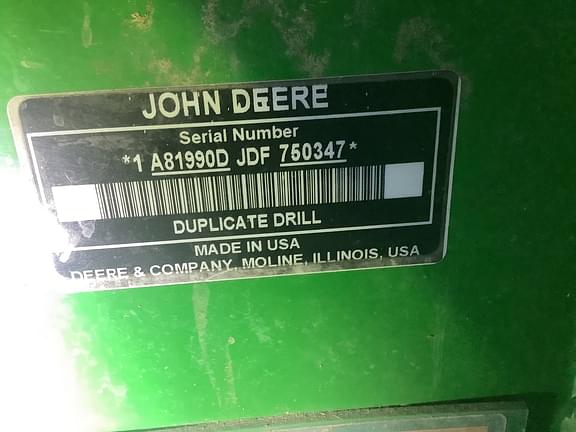 JOHN DEERE
Serial Number
*1 A81990D JDF 750347*
DUPLICATE DRILL
MADE IN USA
DEERE & COMPANY, MOLINE, ILLINOIS, USA